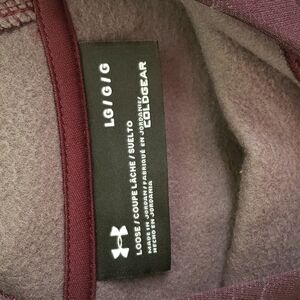 LG / G / G
LOOSE / COUPE LÂCHE / SUELTO
MADE IN JORDAN / FABRIQUÉ EN JORDANIE /
HECHO EN JORDANIA
COLDGEAR